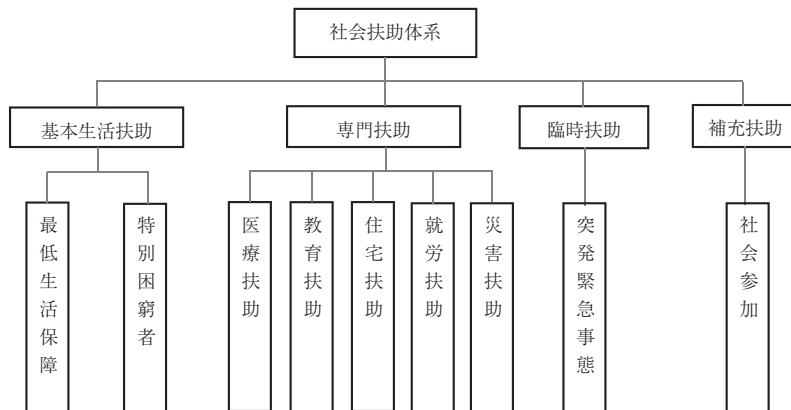 社会扶助体系
基本生活扶助
専門扶助
臨時扶助
補充扶助
最低生活保障
特別困窮者
医療扶助
教育扶助
住宅扶助
就労扶助
災害扶助
突発緊急事態
社会参加